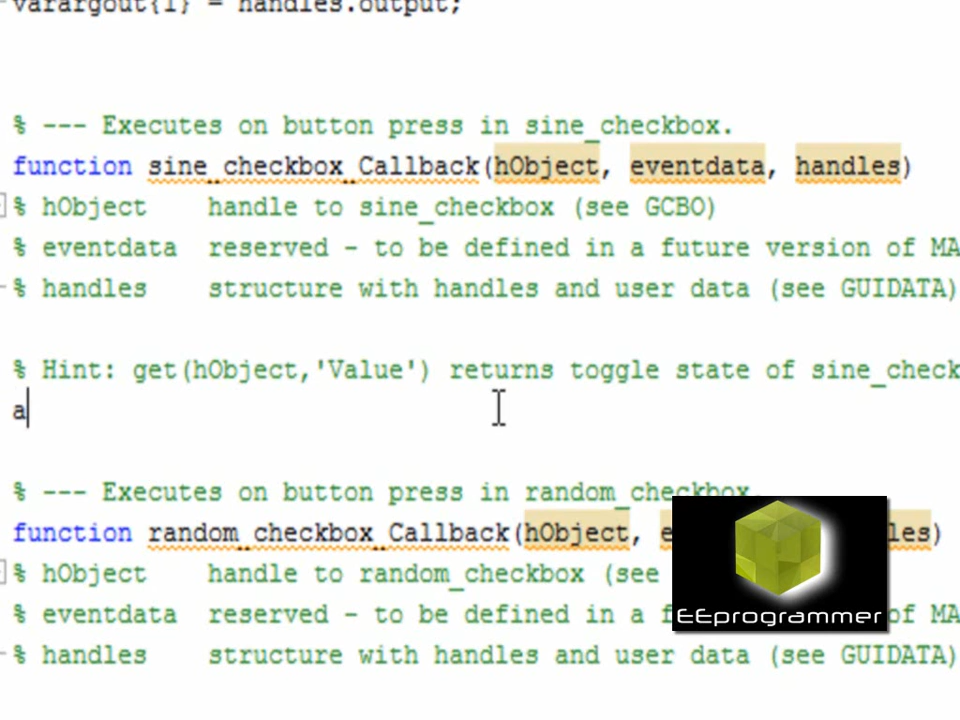 varargout{1} = handles.output;
% --- Executes on button press in sine_checkbox.
function sine_checkbox_Callback(hObject, eventdata, handles)
% hObject    handle to sine_checkbox (see GCBO)
% eventdata  reserved - to be defined in a future version of MA
% handles    structure with handles and user data (see GUIDATA)
% Hint: get(hObject,'Value') returns toggle state of sine_check
a
% --- Executes on button press in random_checkbox.
function random_checkbox_Callback(hObject, e les)
% hObject    handle to random_checkbox (see
% eventdata  reserved - to be defined in a f of MA
% handles    structure with handles and user data (see GUIDATA)
EEprogrammer